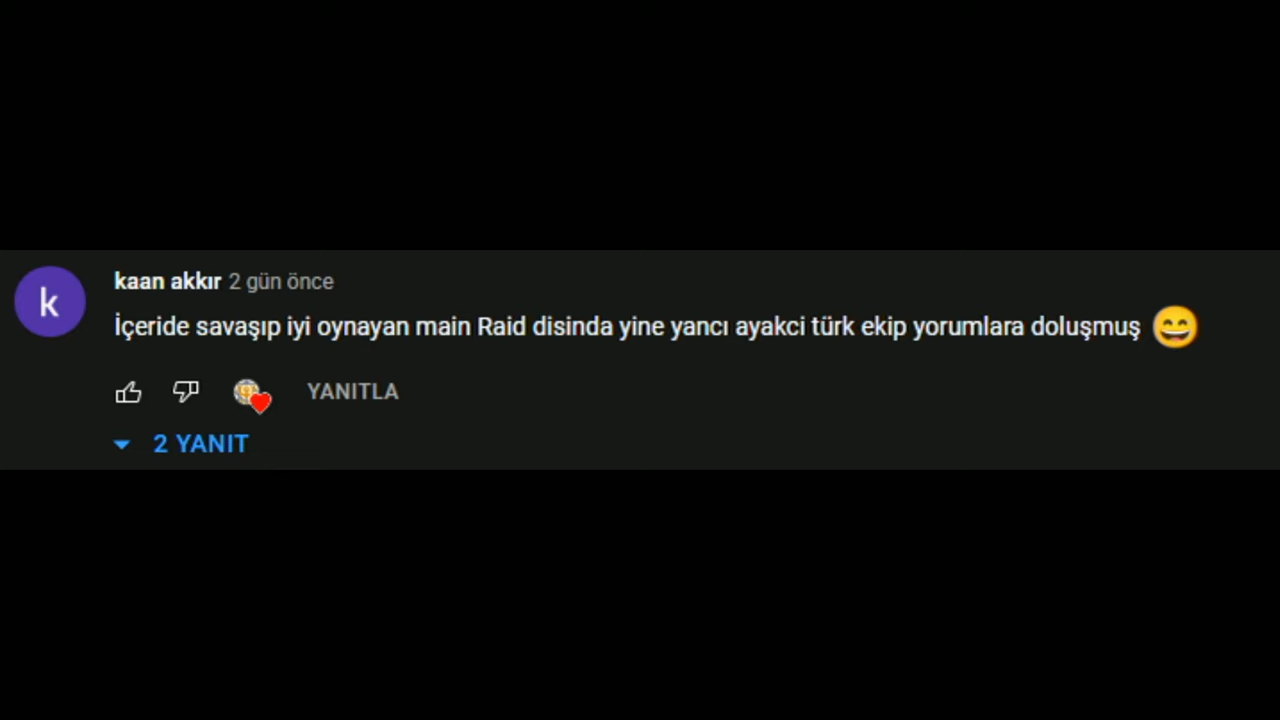 k
kaan akkır 2 gün önce
İçeride savaşıp iyi oynayan main Raid disinda yine yancı ayakci türk ekip yorumlara doluşmuş 😄
YANITLA
2 YANIT